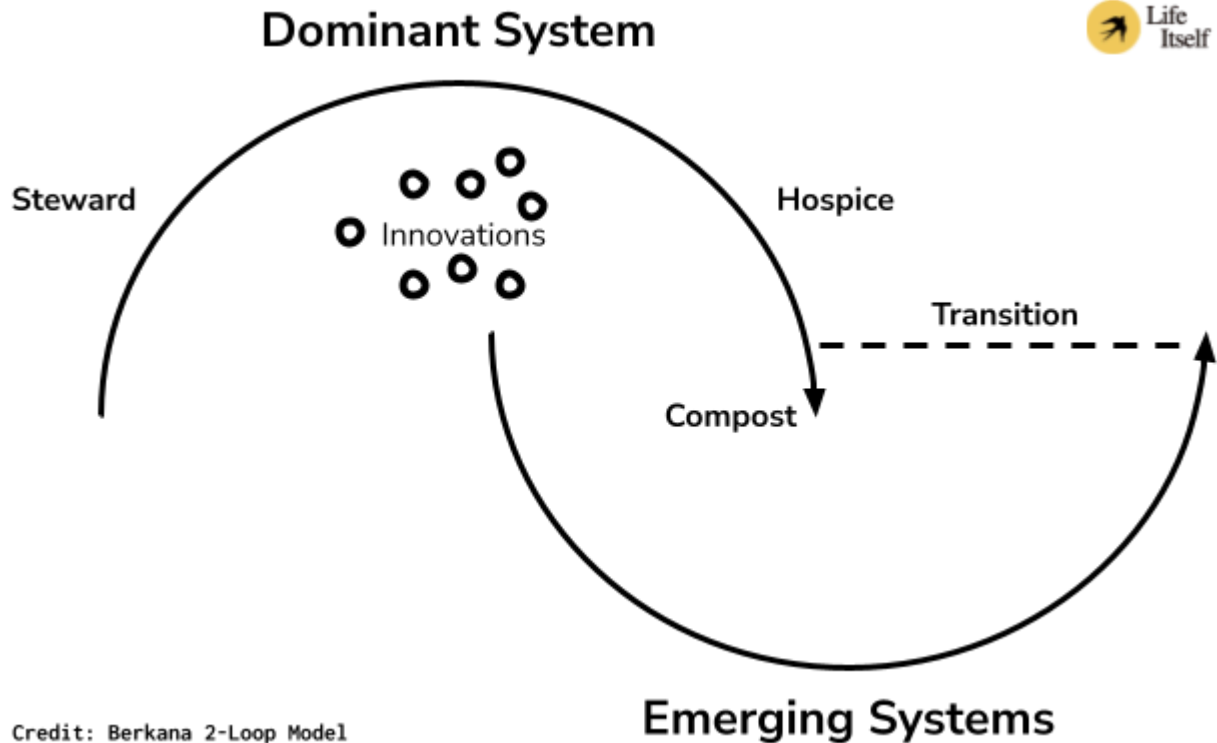 Dominant System
Life
Itself
Steward
Hospice
Innovations
Transition
Compost
Emerging Systems
Credit: Berkana 2-Loop Model